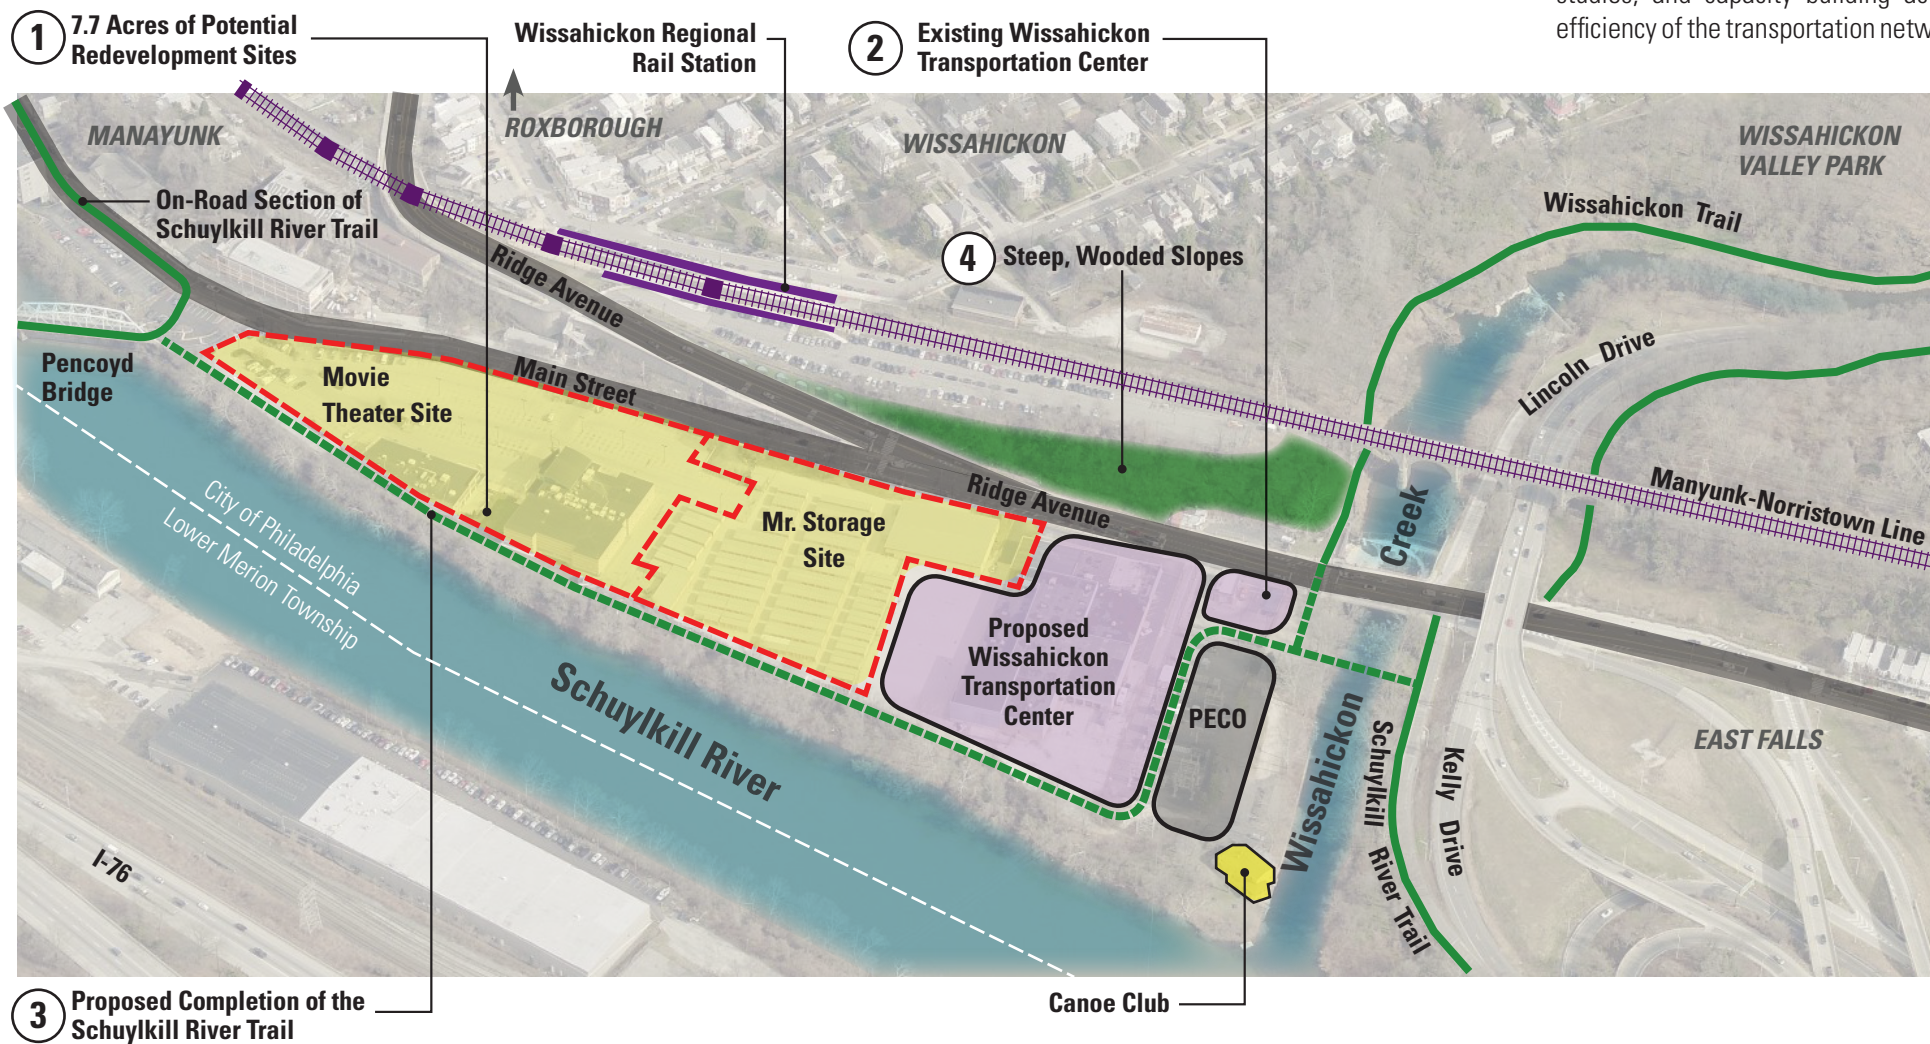 studies, and capacity building
efficiency of the transportation
1
7.7 Acres of Potential
Redevelopment Sites
Wissahickon Regional
Rail Station
2
Existing Wissahickon
Transportation Center
MANAYUNK
ROXBOROUGH
WISSAHICKON
WISSAHICKON
VALLEY PARK
On-Road Section of
Schuylkill River Trail
Wissahickon Trail
Ridge Avenue
4
Steep, Wooded Slopes
Lincoln Drive
Pencoyd
Bridge
Movie
Theater Site
Main Street
Ridge Avenue
Manyunk-Norristown Line
Creek
City of Philadelphia
Lower Merion Township
Mr. Storage
Site
Proposed
Wissahickon
Transportation
Center
PECO
Schuylkill River
Wissahickon
Schuylkill River Trail
Kelly Drive
EAST FALLS
I-76
3
Proposed Completion of the
Schuylkill River Trail
Canoe Club